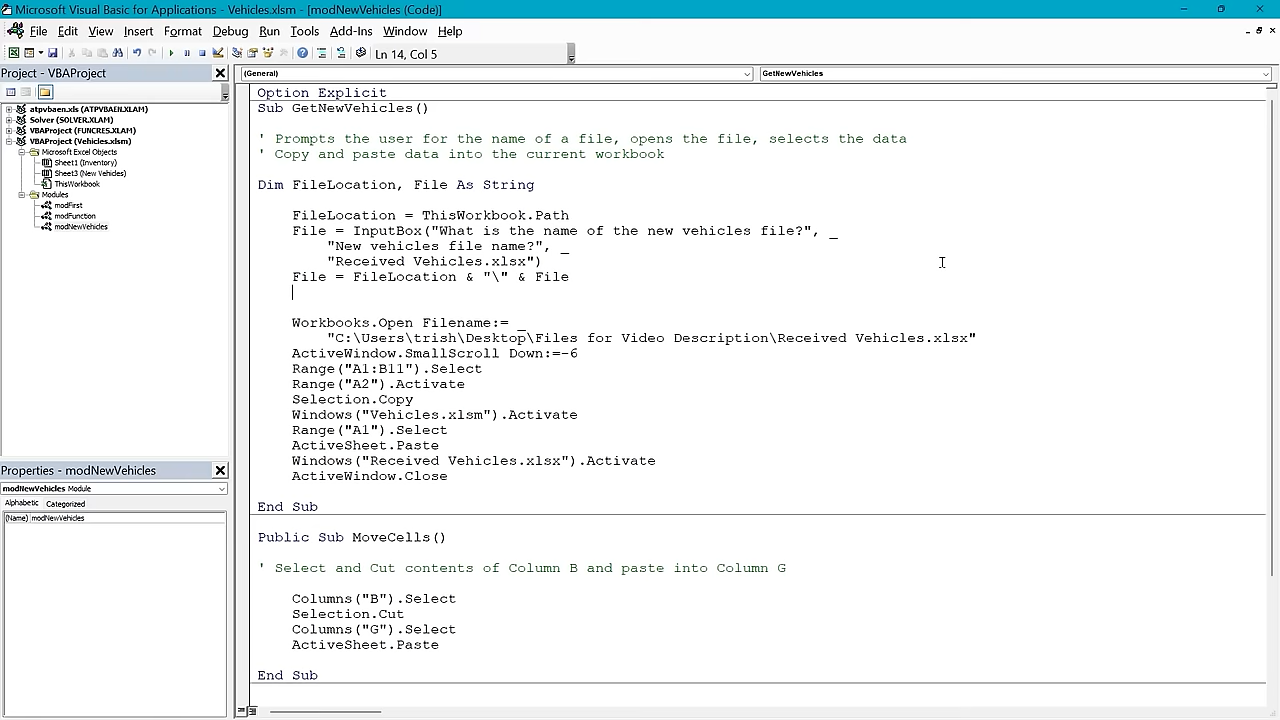 Microsoft Visual Basic for Applications - Vehicles.xlsm - [modNewVehicles (Code)]
File Edit View Insert Format Debug Run Tools Add-Ins Window Help
Ln 14, Col 5
Project - VBAProject
(General) GetNewVehicles
atpvbaen.xls (ATPVBAEN.XLAM)
Solver (SOLVER.XLAM)
VBAProject (FUNCRES.XLAM)
VBAProject (Vehicles.xlsm)
Microsoft Excel Objects
Sheet1 (Inventory)
Sheet3 (New Vehicles)
ThisWorkbook
Modules
modFirst
modFunction
modNewVehicles
Properties - modNewVehicles
modNewVehicles Module
Alphabetic Categorized
(Name) modNewVehicles
Option Explicit
Sub GetNewVehicles()
' Prompts the user for the name of a file, opens the file, selects the data
' Copy and paste data into the current workbook
Dim FileLocation, File As String
FileLocation = ThisWorkbook.Path
File = InputBox("What is the name of the new vehicles file?", _
"New vehicles file name?", _
"Received Vehicles.xlsx")
File = FileLocation & "\" & File
Workbooks.Open Filename:= _
"C:\Users\trish\Desktop\Files for Video Description\Received Vehicles.xlsx"
ActiveWindow.SmallScroll Down:=-6
Range("A1:B11").Select
Range("A2").Activate
Selection.Copy
Windows("Vehicles.xlsm").Activate
Range("A1").Select
ActiveSheet.Paste
Windows("Received Vehicles.xlsx").Activate
ActiveWindow.Close
End Sub
Public Sub MoveCells()
' Select and Cut contents of Column B and paste into Column G
Columns("B").Select
Selection.Cut
Columns("G").Select
ActiveSheet.Paste
End Sub